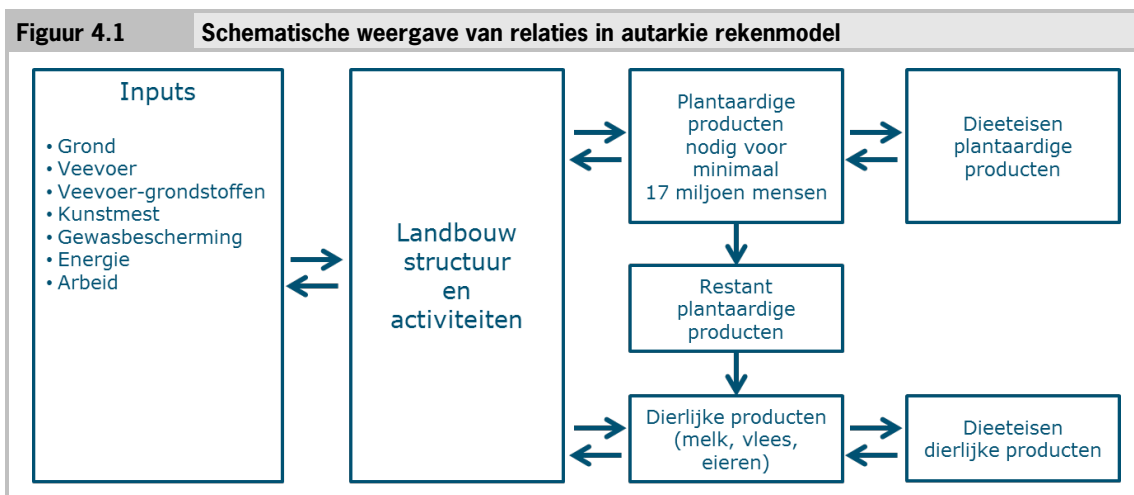 Figuur 4.1 Schematische weergave van relaties in autarkie rekenmodel
Inputs
• Grond
• Veevoer
• Veevoer-grondstoffen
• Kunstmest
• Gewasbescherming
• Energie
• Arbeid
Landbouw
structuur
en
activiteiten
Plantaardige
producten
nodig voor
minimaal
17 miljoen mensen
Dieeteisen
plantaardige
producten
Restant
plantaardige
producten
Dierlijke producten
(melk, vlees,
eieren)
Dieeteisen
dierlijke producten